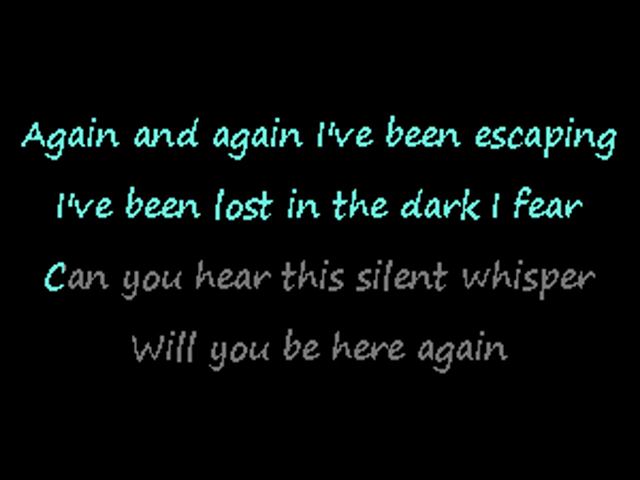 Again and again I've been escaping
I've been lost in the dark I fear
Can you hear this silent whisper
Will you be here again